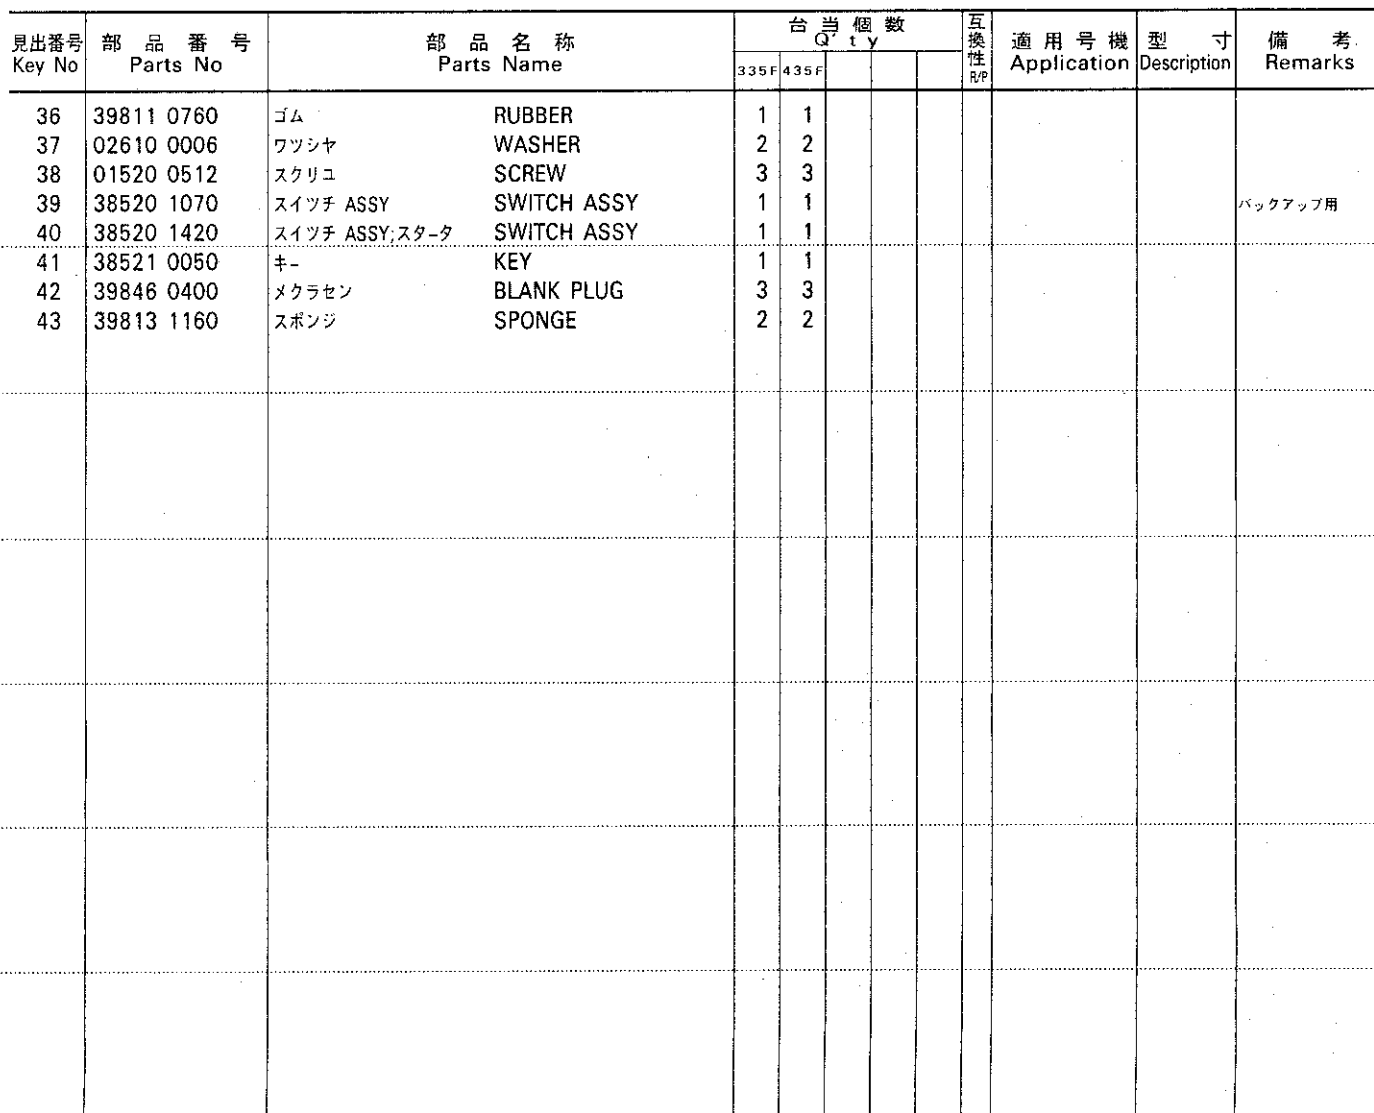 見出番号 部品番号 部品名称 台当個数 互換性 適用号機 型寸 備考
Key No Parts No Parts Name Q'ty R/P Application Description Remarks
335F 435F
36 39811 0760 ゴム RUBBER 1 1
37 02610 0006 ワツシヤ WASHER 2 2
38 01520 0512 スクリユ SCREW 3 3
39 38520 1070 スイツチ ASSY SWITCH ASSY 1 1 バックアップ用
40 38520 1420 スイツチ ASSY;スタ-タ SWITCH ASSY 1 1
41 38521 0050 キ- KEY 1 1
42 39846 0400 メクラセン BLANK PLUG 3 3
43 39813 1160 スポンジ SPONGE 2 2